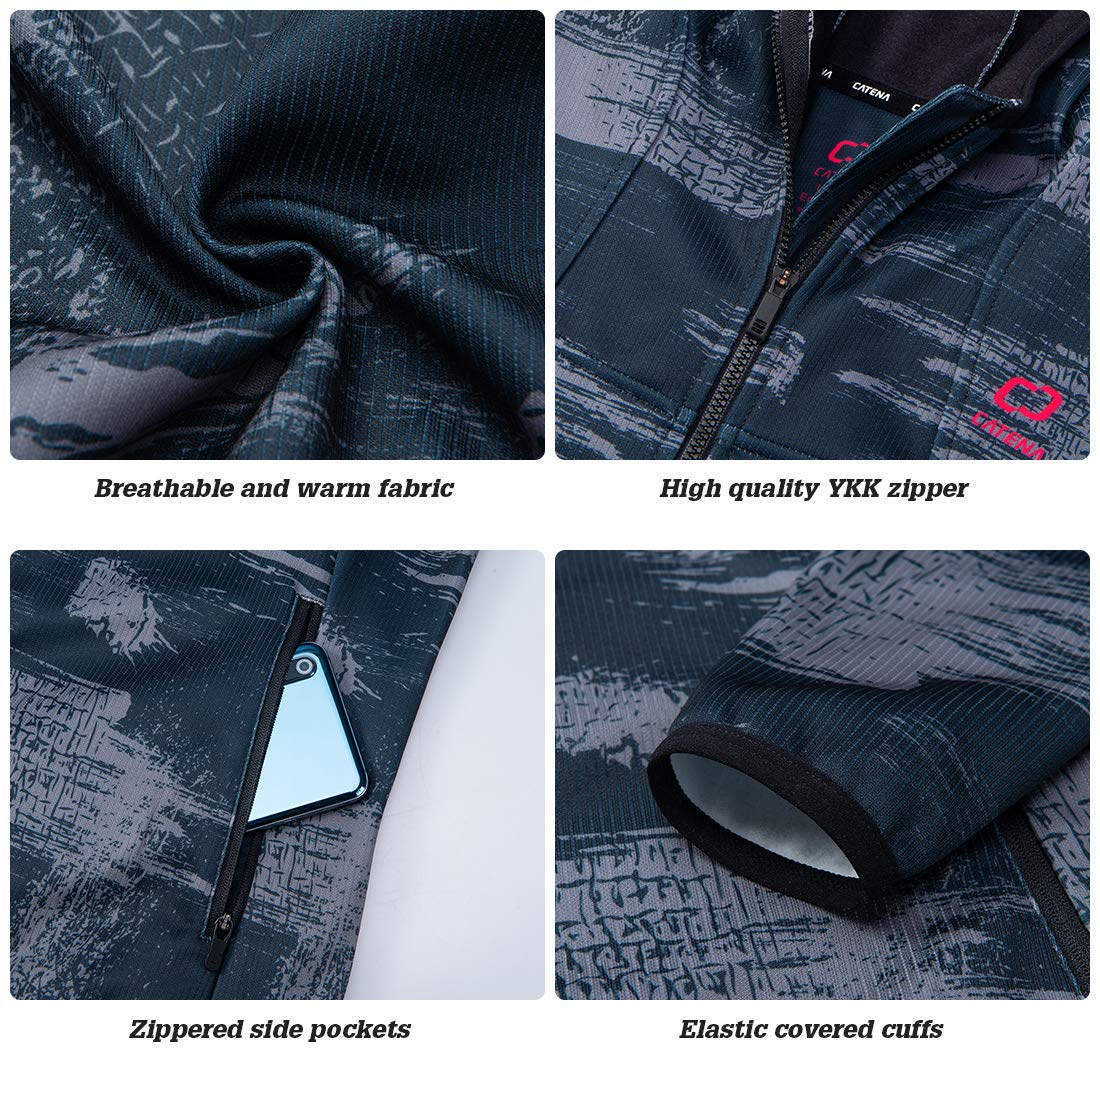 CATENA
CATENA
Breathable and warm fabric
High quality YKK zipper
Zippered side pockets
Elastic covered cuffs